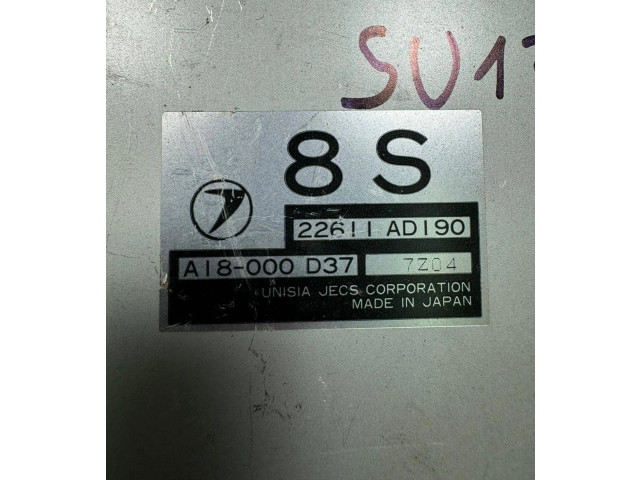 SU1
8 S
22611 AD190
A18-000 D37 7Z04
UNISIA JECS CORPORATION
MADE IN JAPAN